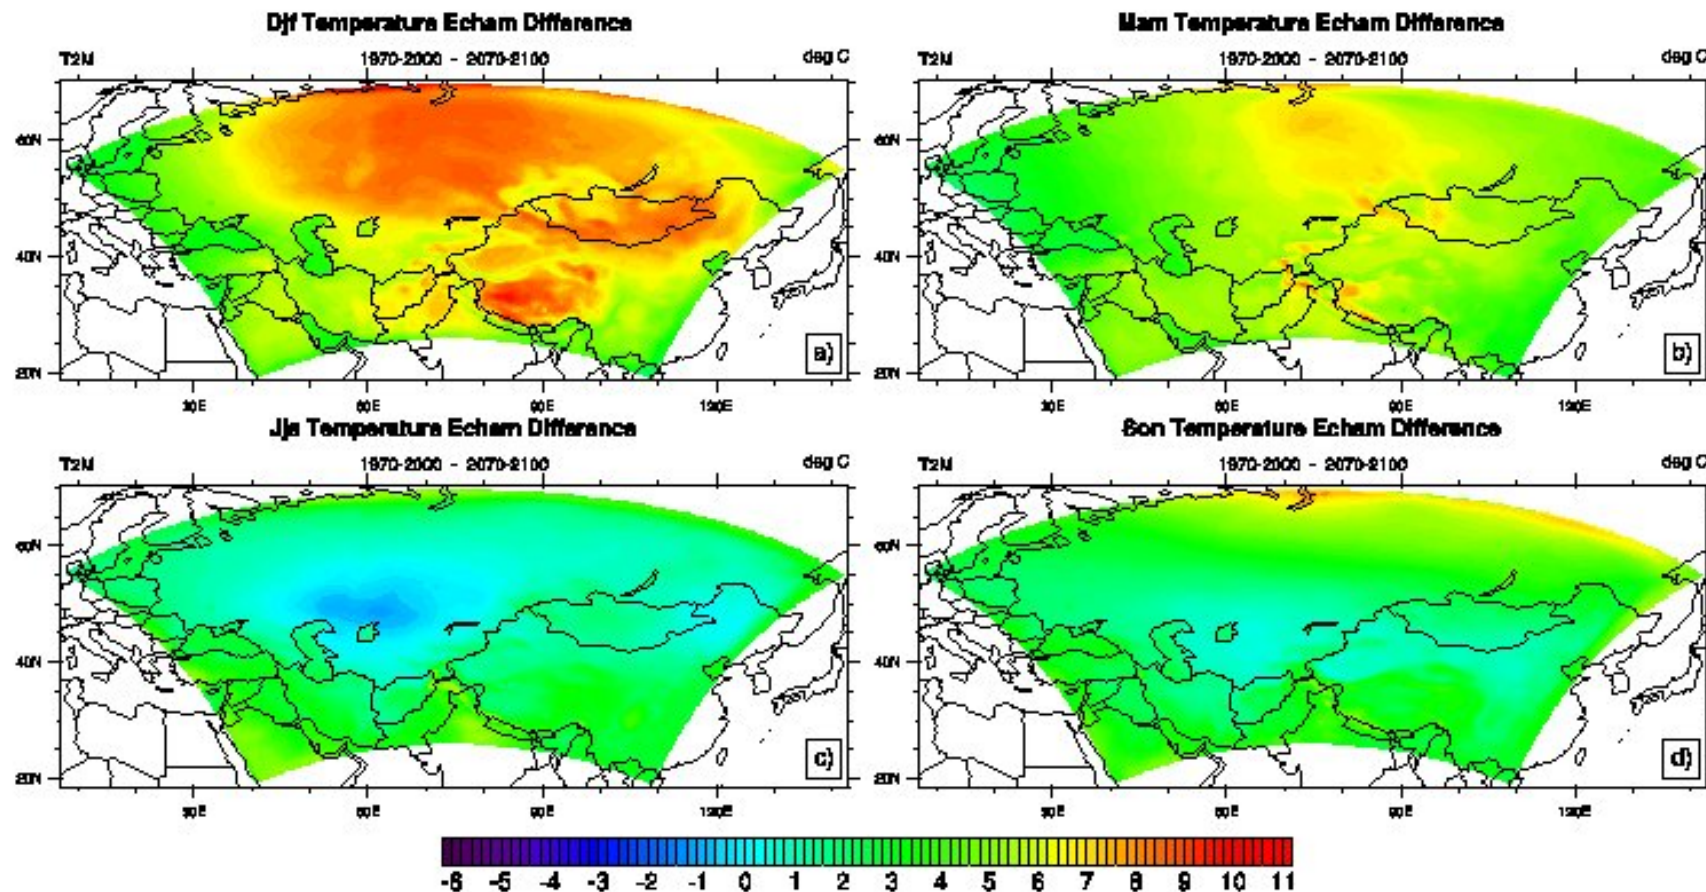 Djf Temperature Echam Difference
T2M 1970-2000 - 2070-2100 deg C
60N
40N
20N
30E 60E 90E 120E
a)
Mam Temperature Echam Difference
T2M 1970-2000 - 2070-2100 deg C
60N
40N
20N
30E 60E 90E 120E
b)
Jja Temperature Echam Difference
T2M 1970-2000 - 2070-2100 deg C
60N
40N
20N
30E 60E 90E 120E
c)
Son Temperature Echam Difference
T2M 1970-2000 - 2070-2100 deg C
60N
40N
20N
30E 60E 90E 120E
d)
-6 -5 -4 -3 -2 -1 0 1 2 3 4 5 6 7 8 9 10 11